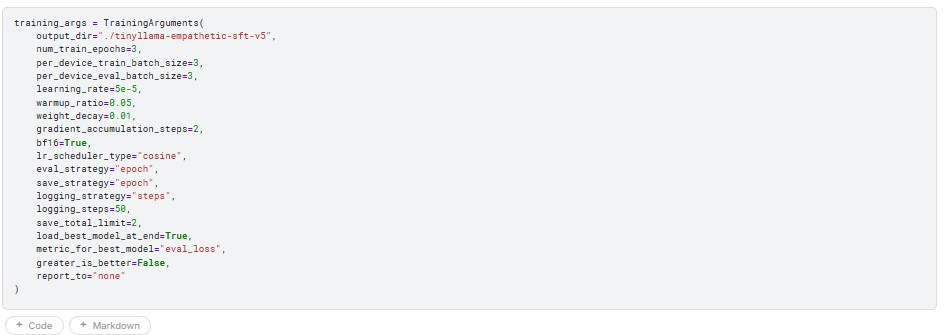 training_args = TrainingArguments(
    output_dir="./tinyllama-empathetic-sft-v5",
    num_train_epochs=3,
    per_device_train_batch_size=3,
    per_device_eval_batch_size=3,
    learning_rate=5e-5,
    warmup_ratio=0.05,
    weight_decay=0.01,
    gradient_accumulation_steps=2,
    bf16=True,
    lr_scheduler_type="cosine",
    eval_strategy="epoch",
    save_strategy="epoch",
    logging_strategy="steps",
    logging_steps=50,
    save_total_limit=2,
    load_best_model_at_end=True,
    metric_for_best_model="eval_loss",
    greater_is_better=False,
    report_to="none"
)
+ Code + Markdown